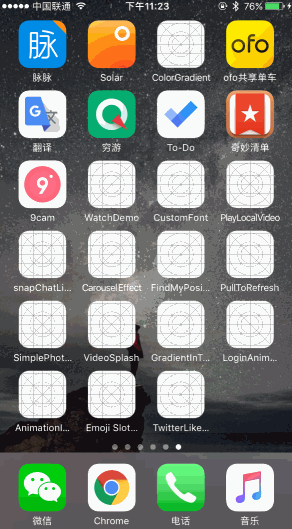 中国联通 下午11:23 76%
脉
ofo
脉脉 Solar ColorGradient ofo共享单车
G 文
翻译 穷游 To-Do 奇妙清单
9
9cam WatchDemo CustomFont PlayLocalVideo
snapChatLi... CarouselEffect FindMyPosi... PullToRefresh
SimplePhot... VideoSplash GradientInT... LoginAnim...
AnimationI... Emoji Slot... TwitterLike...
微信 Chrome 电话 音乐